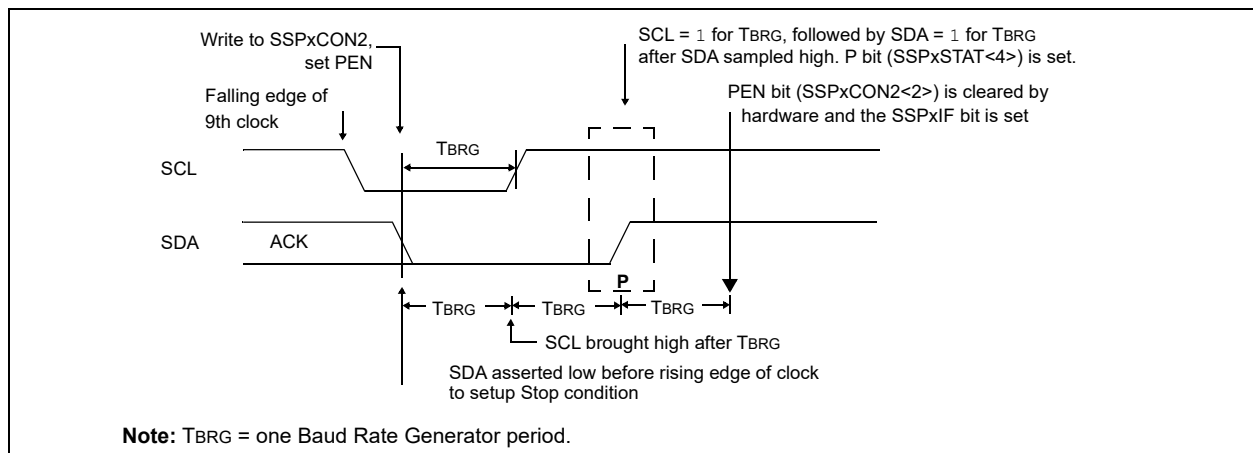 Write to SSPxCON2,
set PEN
SCL = 1 for TBRG, followed by SDA = 1 for TBRG
after SDA sampled high. P bit (SSPxSTAT<4>) is set.
Falling edge of
9th clock
PEN bit (SSPxCON2<2>) is cleared by
hardware and the SSPxIF bit is set
TBRG
SCL
SDA
ACK
P
TBRG
TBRG
TBRG
SCL brought high after TBRG
SDA asserted low before rising edge of clock
to setup Stop condition
Note: TBRG = one Baud Rate Generator period.